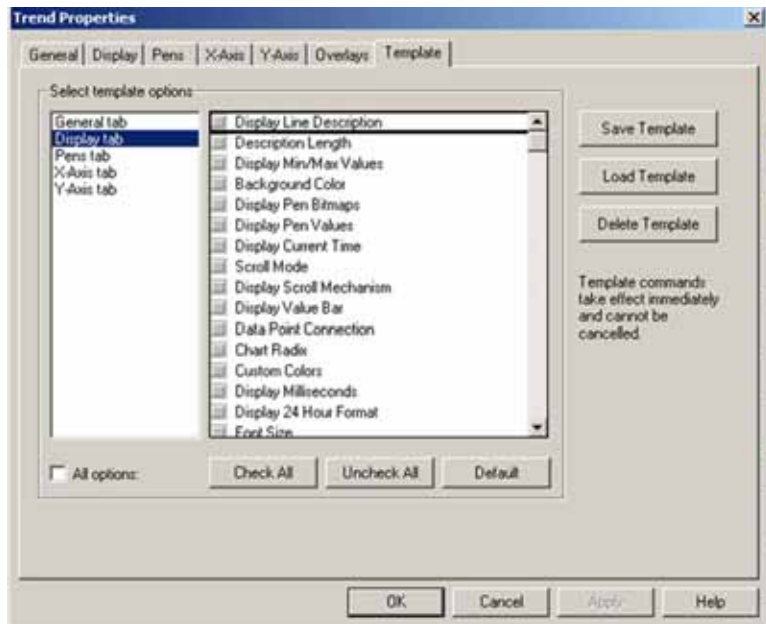 Trend Properties
General Display Pens X-Axis Y-Axis Overlays Template
Select template options
General tab
Display tab
Pens tab
X-Axis tab
Y-Axis tab
Display Line Description
Description Length
Display Min/Max Values
Background Color
Display Pen Bitmaps
Display Pen Values
Display Current Time
Scroll Mode
Display Scroll Mechanism
Display Value Bar
Data Point Connection
Chart Radix
Custom Colors
Display Milliseconds
Display 24 Hour Format
Font Size
Save Template
Load Template
Delete Template
Template commands
take effect immediately
and cannot be
cancelled.
All options:
Check All
Uncheck All
Default
OK
Cancel
Apply
Help